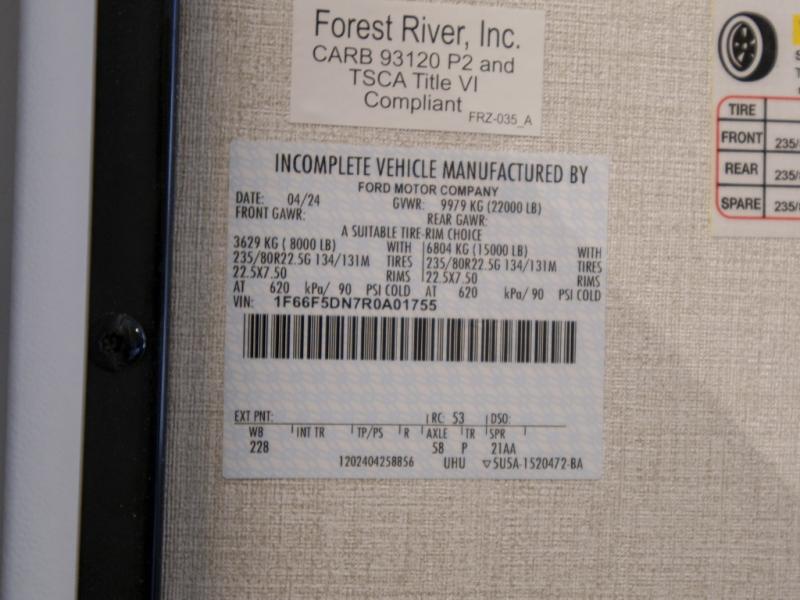 Forest River, Inc.
CARB 93120 P2 and
TSCA Title VI
Compliant
FRZ-035_A
TIRE
FRONT 235/
REAR 235/
SPARE 235/
INCOMPLETE VEHICLE MANUFACTURED BY
FORD MOTOR COMPANY
DATE: 04/24 GVWR: 9979 KG (22000 LB)
FRONT GAWR: REAR GAWR:
A SUITABLE TIRE-RIM CHOICE
3629 KG ( 8000 LB) WITH 6804 KG (15000 LB) WITH
235/80R22.5G 134/131M TIRES 235/80R22.5G 134/131M TIRES
22.5X7.50 RIMS 22.5X7.50 RIMS
AT 620 kPa/ 90 PSI COLD AT 620 kPa/ 90 PSI COLD
VIN: 1F66F5DN7R0A01755
EXT PNT: RC: 53 DSO:
WB INT TR TP/PS R AXLE TR SPR
228 58 P 21AA
1202404258856 UHU ▽SU5A-1520472-BA